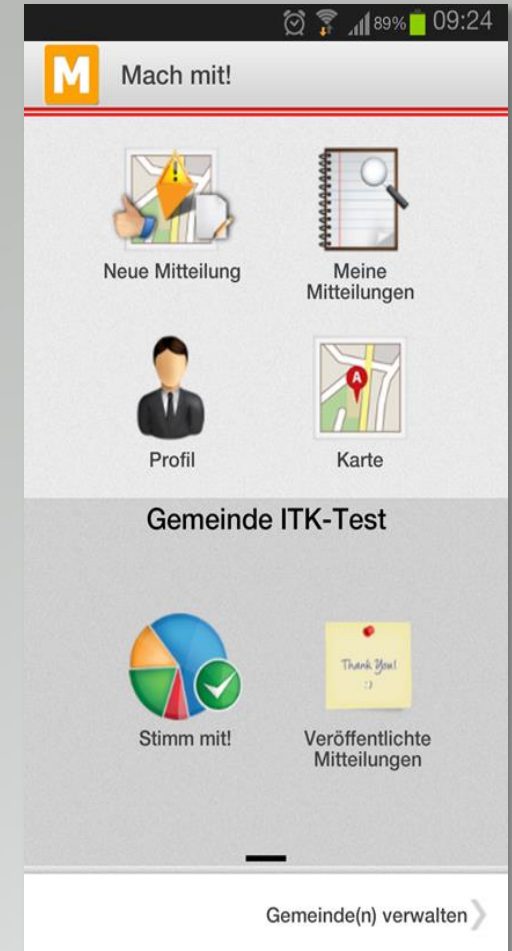 89% 09:24
M Mach mit!
Neue Mitteilung
Meine
Mitteilungen
Profil
Karte
A
Gemeinde ITK-Test
Thank You!
:)
Stimm mit!
Veröffentlichte
Mitteilungen
Gemeinde(n) verwalten